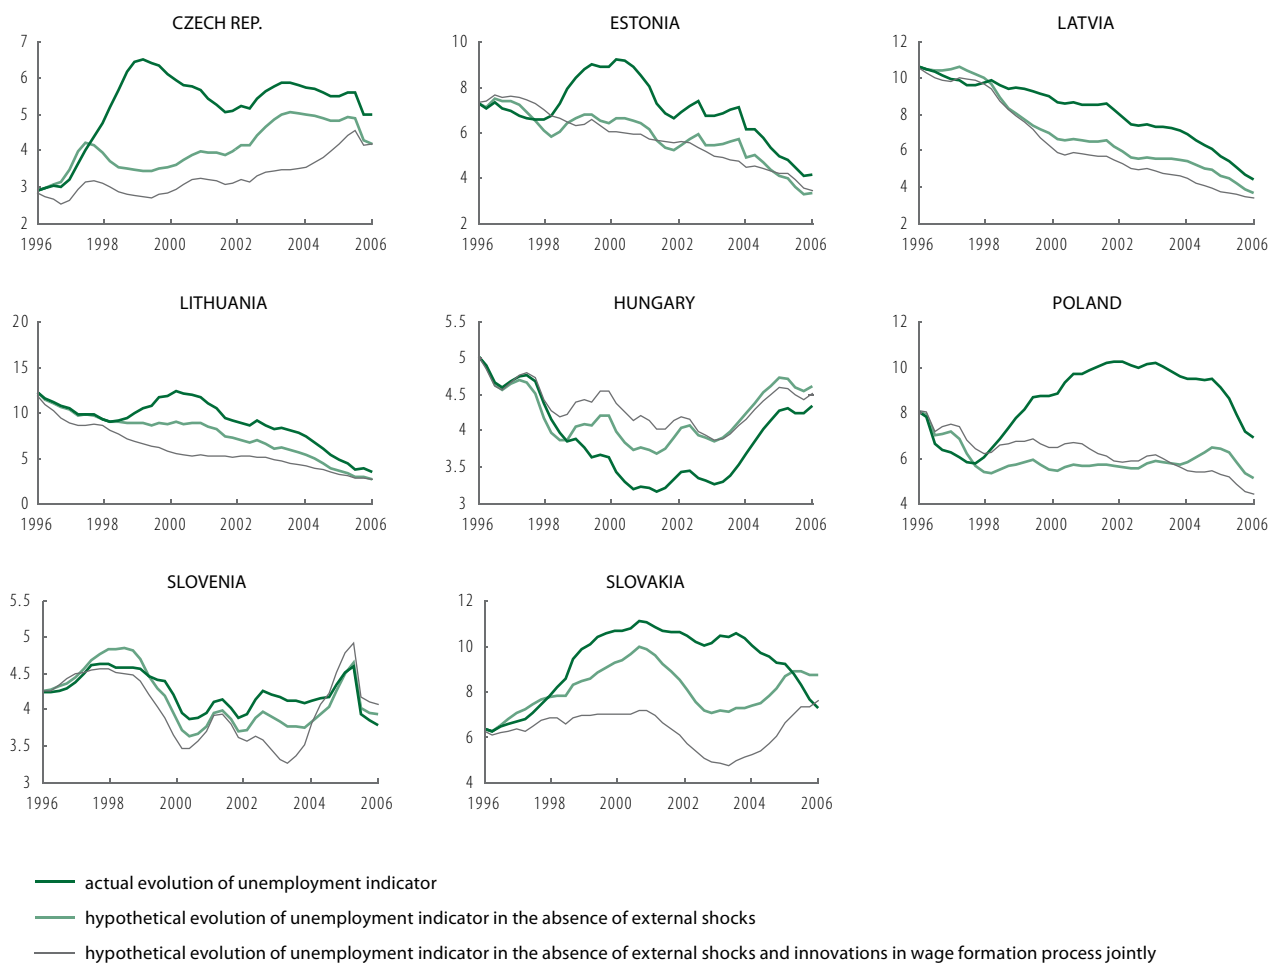 CZECH REP.
ESTONIA
LATVIA
7
6
5
4
3
2
1996 1998 2000 2002 2004 2006
10
8
6
4
2
1996 1998 2000 2002 2004 2006
12
10
8
6
4
2
1996 1998 2000 2002 2004 2006
LITHUANIA
HUNGARY
POLAND
20
15
10
5
0
1996 1998 2000 2002 2004 2006
5.5
5
4.5
4
3.5
3
1996 1998 2000 2002 2004 2006
12
10
8
6
4
1996 1998 2000 2002 2004 2006
SLOVENIA
SLOVAKIA
5.5
5
4.5
4
3.5
3
1996 1998 2000 2002 2004 2006
12
10
8
6
4
1996 1998 2000 2002 2004 2006
actual evolution of unemployment indicator
hypothetical evolution of unemployment indicator in the absence of external shocks
hypothetical evolution of unemployment indicator in the absence of external shocks and innovations in wage formation process jointly